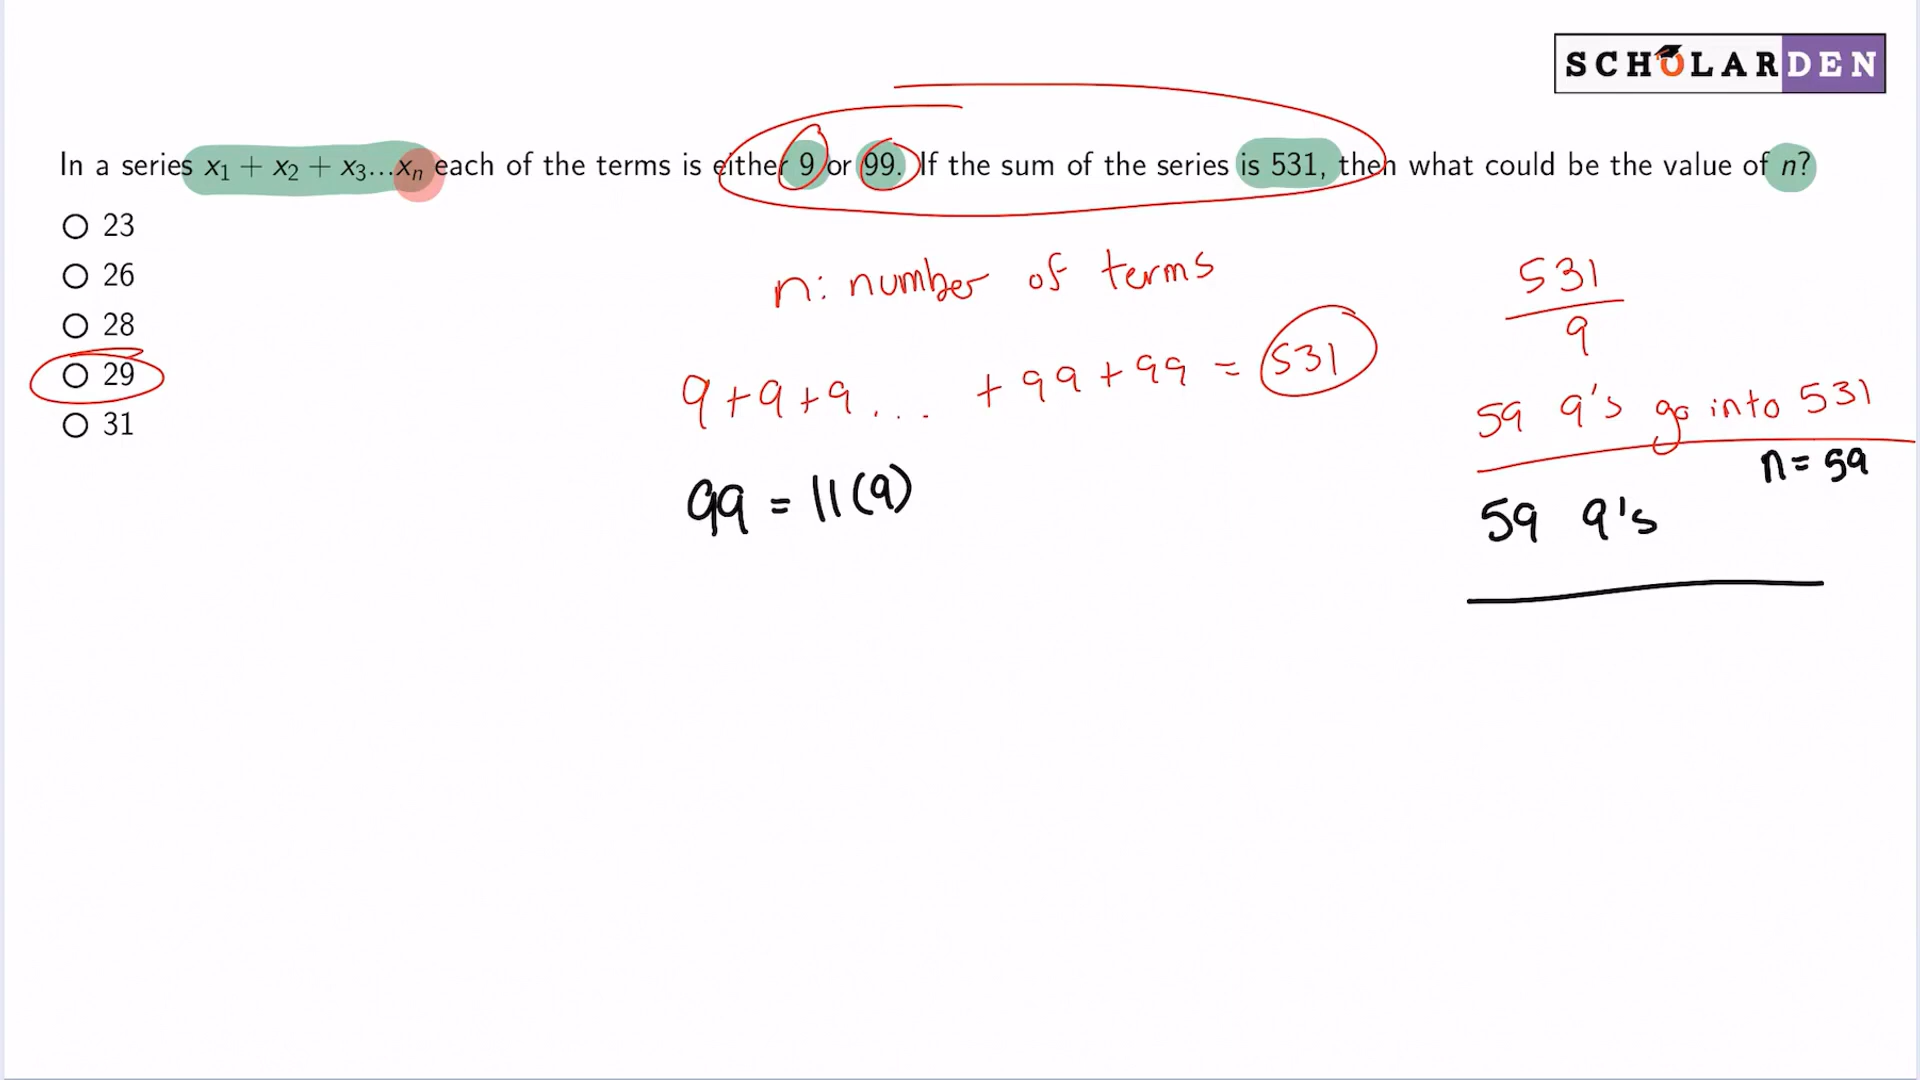 SCHOLARDEN
In a series x₁ + x₂ + x₃...xₙ each of the terms is either 9 or 99. If the sum of the series is 531, then what could be the value of n?
23
26
28
29
31
n: number of terms
9+9+9... +99+99 = 531
99 = 11(9)
531
9
59 9's go into 531
n = 59
59 9's